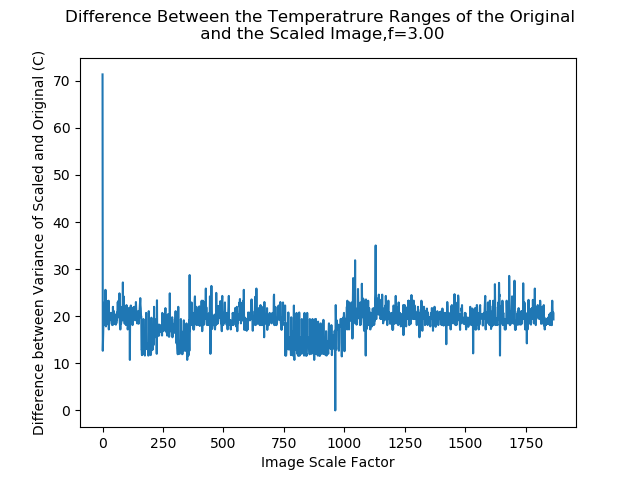 Difference Between the Temperatrure Ranges of the Original
and the Scaled Image,f=3.00
Difference between Variance of Scaled and Original (C)
70
60
50
40
30
20
10
0
0 250 500 750 1000 1250 1500 1750
Image Scale Factor